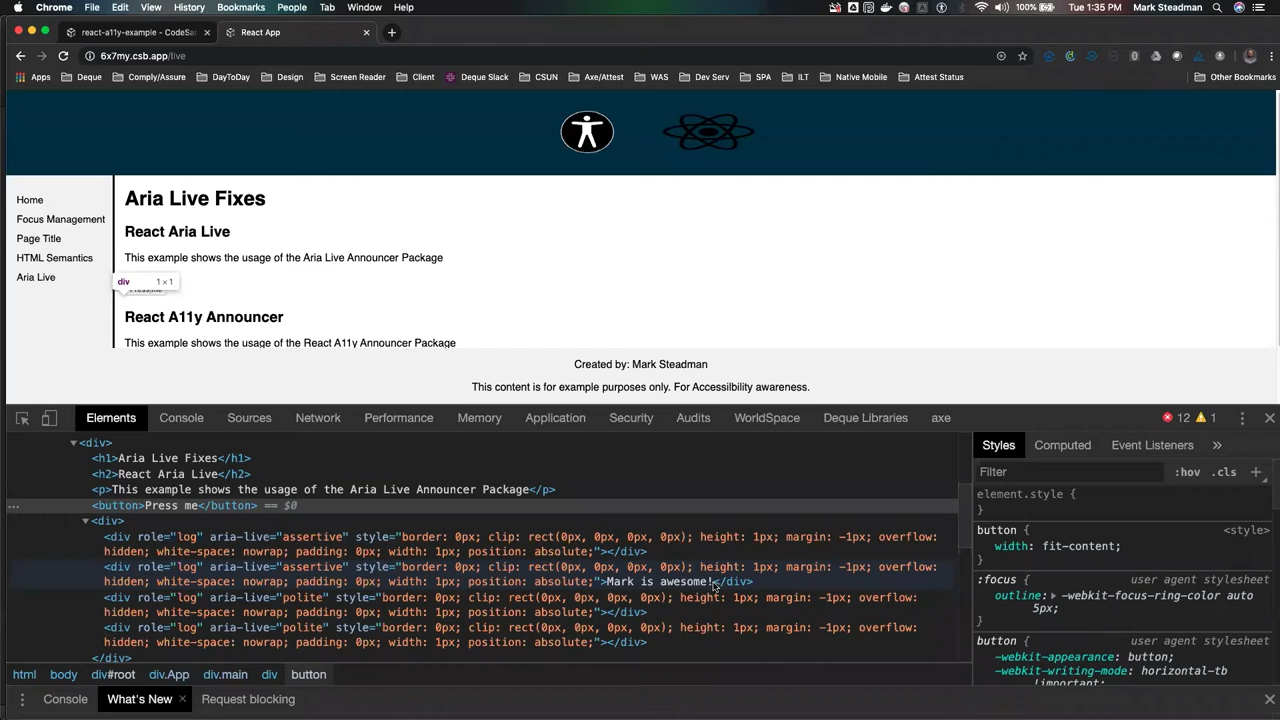 Chrome File Edit View History Bookmarks People Tab Window Help 100% Tue 1:35 PM Mark Steadman
react-a11y-example - CodeSan × React App ×
6x7my.csb.app/live
Apps Deque Comply/Assure DayToDay Design Screen Reader Client Deque Slack CSUN Axe/Attest WAS Dev Serv SPA ILT Native Mobile Attest Status Other Bookmarks
Home
Focus Management
Page Title
HTML Semantics
Aria Live
Aria Live Fixes
React Aria Live
This example shows the usage of the Aria Live Announcer Package
div 1 × 1
React A11y Announcer
This example shows the usage of the React A11y Announcer Package
Created by: Mark Steadman
This content is for example purposes only. For Accessilbility awareness.
Elements Console Sources Network Performance Memory Application Security Audits WorldSpace Deque Libraries axe 12 1
<div>
<h1>Aria Live Fixes</h1>
<h2>React Aria Live</h2>
<p>This example shows the usage of the Aria Live Announcer Package</p>
<button>Press me</button> == $0
<div>
<div role="log" aria-live="assertive" style="border: 0px; clip: rect(0px, 0px, 0px, 0px); height: 1px; margin: -1px; overflow:
hidden; white-space: nowrap; padding: 0px; width: 1px; position: absolute;"></div>
<div role="log" aria-live="assertive" style="border: 0px; clip: rect(0px, 0px, 0px, 0px); height: 1px; margin: -1px; overflow:
hidden; white-space: nowrap; padding: 0px; width: 1px; position: absolute;">Mark is awesome!</div>
<div role="log" aria-live="polite" style="border: 0px; clip: rect(0px, 0px, 0px, 0px); height: 1px; margin: -1px; overflow:
hidden; white-space: nowrap; padding: 0px; width: 1px; position: absolute;"></div>
<div role="log" aria-live="polite" style="border: 0px; clip: rect(0px, 0px, 0px, 0px); height: 1px; margin: -1px; overflow:
hidden; white-space: nowrap; padding: 0px; width: 1px; position: absolute;"></div>
</div>
html body div#root div.App div.main div button
Styles Computed Event Listeners »
Filter :hov .cls +
element.style {
}
button { <style>
width: fit-content;
}
:focus { user agent stylesheet
outline: -webkit-focus-ring-color auto
5px;
}
button { user agent stylesheet
-webkit-appearance: button;
-webkit-writing-mode: horizontal-tb
!important;
Console What's New × Request blocking